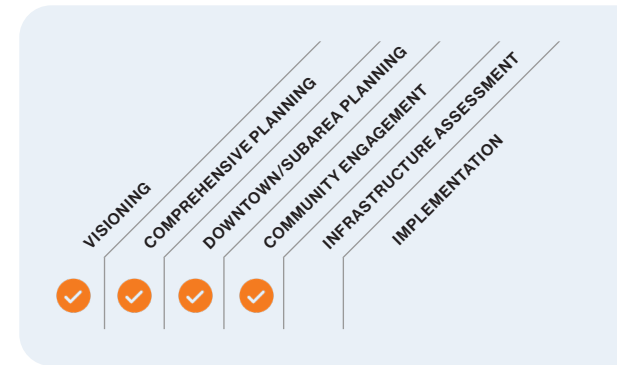 VISIONING
COMPREHENSIVE PLANNING
DOWNTOWN/SUBAREA PLANNING
COMMUNITY ENGAGEMENT
INFRASTRUCTURE ASSESSMENT
IMPLEMENTATION